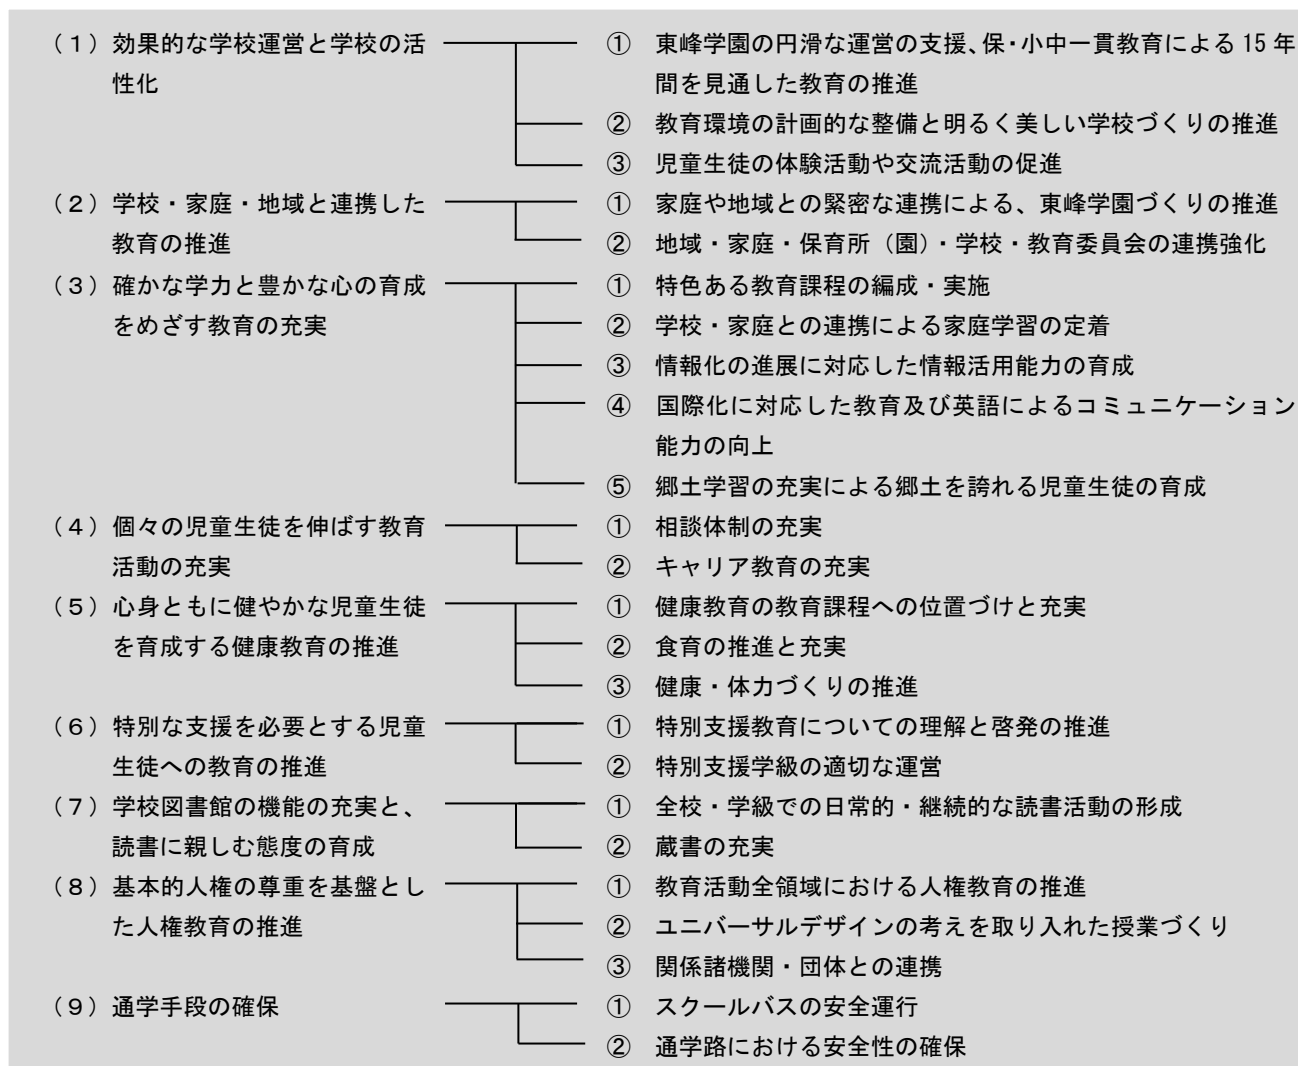 （１）効果的な学校運営と学校の活
性化
① 東峰学園の円滑な運営の支援、保・小中一貫教育による15年
間を見通した教育の推進
② 教育環境の計画的な整備と明るく美しい学校づくりの推進
③ 児童生徒の体験活動や交流活動の促進
（２）学校・家庭・地域と連携した
教育の推進
① 家庭や地域との緊密な連携による、東峰学園づくりの推進
② 地域・家庭・保育所（園）・学校・教育委員会の連携強化
（３）確かな学力と豊かな心の育成
をめざす教育の充実
① 特色ある教育課程の編成・実施
② 学校・家庭との連携による家庭学習の定着
③ 情報化の進展に対応した情報活用能力の育成
④ 国際化に対応した教育及び英語によるコミュニケーション
能力の向上
⑤ 郷土学習の充実による郷土を誇れる児童生徒の育成
（４）個々の児童生徒を伸ばす教育
活動の充実
① 相談体制の充実
② キャリア教育の充実
（５）心身ともに健やかな児童生徒
を育成する健康教育の推進
① 健康教育の教育課程への位置づけと充実
② 食育の推進と充実
③ 健康・体力づくりの推進
（６）特別な支援を必要とする児童
生徒への教育の推進
① 特別支援教育についての理解と啓発の推進
② 特別支援学級の適切な運営
（７）学校図書館の機能の充実と、
読書に親しむ態度の育成
① 全校・学級での日常的・継続的な読書活動の形成
② 蔵書の充実
（８）基本的人権の尊重を基盤とし
た人権教育の推進
① 教育活動全領域における人権教育の推進
② ユニバーサルデザインの考えを取り入れた授業づくり
③ 関係諸機関・団体との連携
（９）通学手段の確保
① スクールバスの安全運行
② 通学路における安全性の確保